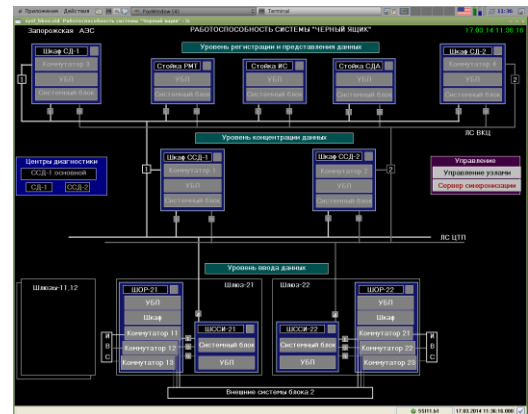 Приложения Действия
Terminal
11:36
Работоспособность системы "Черный ящик"
Запорожская АЭС
РАБОТОСПОСОБНОСТЬ СИСТЕМЫ "ЧЕРНЫЙ ЯЩИК"
17.03.14 11:36:16
Уровень регистрации и представления данных
Шкаф СД-1
Коммутатор 3
УБП
Системный блок
Стойка РМТ
УБП
Системный блок
Стойка ИС
УБП
Системный блок
Стойка СДА
УБП
Системный блок
Шкаф СД-2
УБП
Системный блок
1
2
ЛС ВКЦ
Уровень концентрации данных
Центры диагностики
ССД-1 основной
СД-1
ССД-2
Шкаф ССД-1
Коммутатор 1
УБП
Системный блок
1
Шкаф ССД-2
Коммутатор 2
УБП
Системный блок
2
Управление
Управление узлами
Сервер синхронизации
ЛС ЦТП
Уровень ввода данных
Шлюзы-11,12
ШОР-21
УБП
Шкаф
Коммутатор 11
Коммутатор 12
Коммутатор 13
И
В
С
Шлюз-21
ШССИ-21
Системный блок
УБП
Шлюз-22
ШССИ-22
Системный блок
УБП
ШОР-22
УБП
Шкаф
Коммутатор 21
Коммутатор 22
Коммутатор 23
И
В
С
Внешние системы блока 2
17.03.2014 11:36:16.000